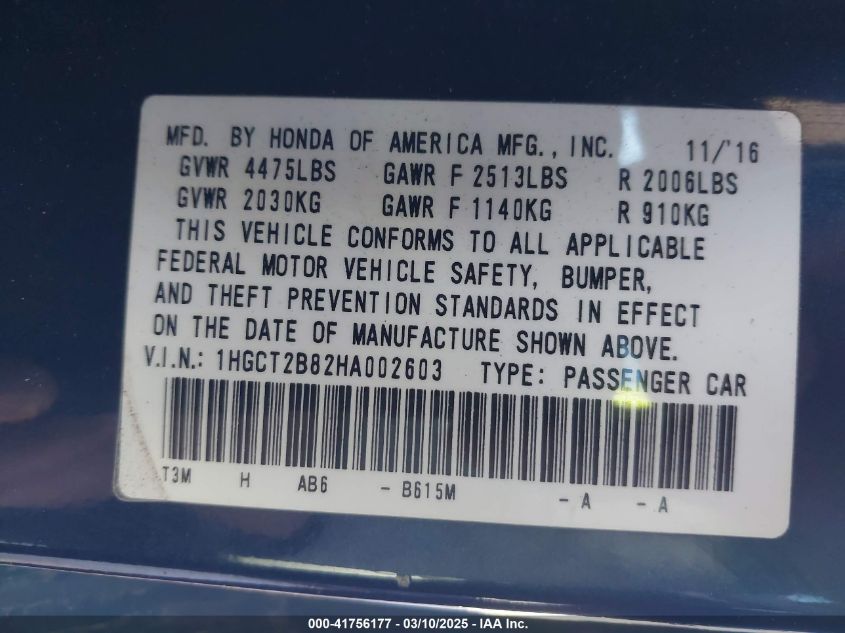 MFD. BY HONDA OF AMERICA MFG., INC. 11/'16
GVWR 4475LBS GAWR F 2513LBS R 2006LBS
GVWR 2030KG GAWR F 1140KG R 910KG
THIS VEHICLE CONFORMS TO ALL APPLICABLE
FEDERAL MOTOR VEHICLE SAFETY, BUMPER,
AND THEFT PREVENTION STANDARDS IN EFFECT
ON THE DATE OF MANUFACTURE SHOWN ABOVE.
V.I.N.: 1HGCT2B82HA002603 TYPE: PASSENGER CAR
T3M H AB6 - B615M - A - A
000-41756177 - 03/10/2025 - IAA Inc.